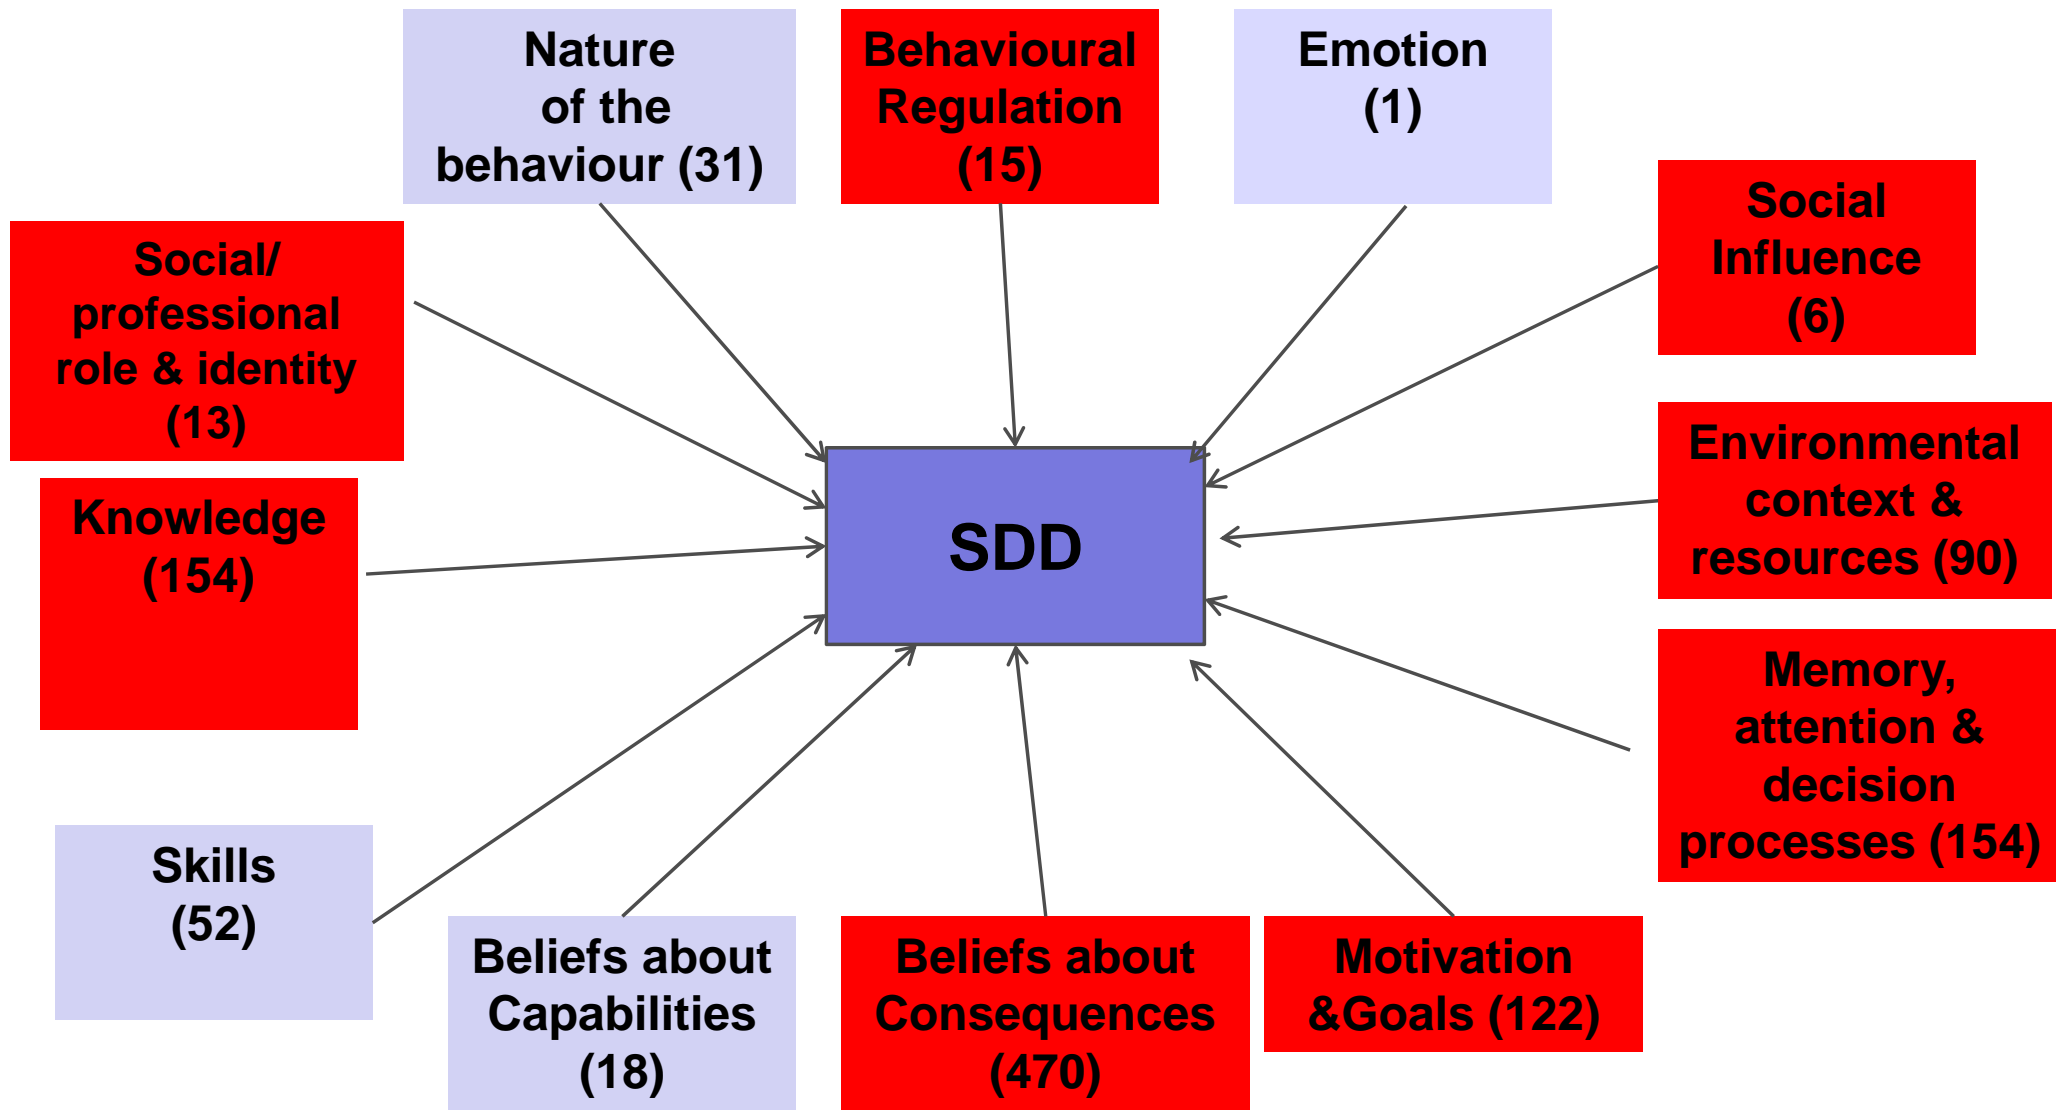 Nature
of the
behaviour (31)
Behavioural
Regulation
(15)
Emotion
(1)
Social
Influence
(6)
Social/
professional
role & identity
(13)
Environmental
context &
resources (90)
Knowledge
(154)
SDD
Memory,
attention &
decision
processes (154)
Skills
(52)
Beliefs about
Capabilities
(18)
Beliefs about
Consequences
(470)
Motivation
&Goals (122)